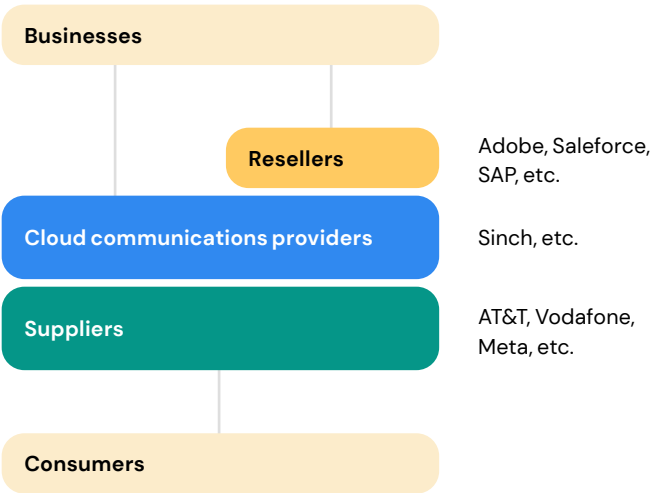 Businesses
Resellers
Adobe, Saleforce,
SAP, etc.
Cloud communications providers
Sinch, etc.
Suppliers
AT&T, Vodafone,
Meta, etc.
Consumers